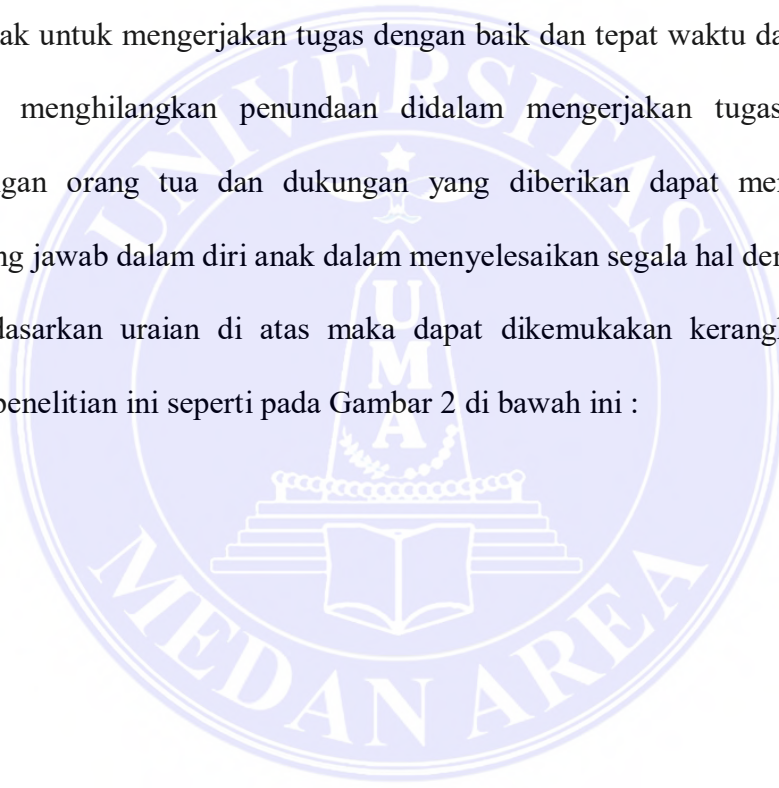 ak untuk mengerjakan tugas dengan baik dan tepat waktu da
menghilangkan penundaan didalam mengerjakan tugas
gan orang tua dan dukungan yang diberikan dapat me
ng jawab dalam diri anak dalam menyelesaikan segala hal de
dasarkan uraian di atas maka dapat dikemukakan kerang
penelitian ini seperti pada Gambar 2 di bawah ini :
UNIVERSITAS
UMA
MEDAN AREA